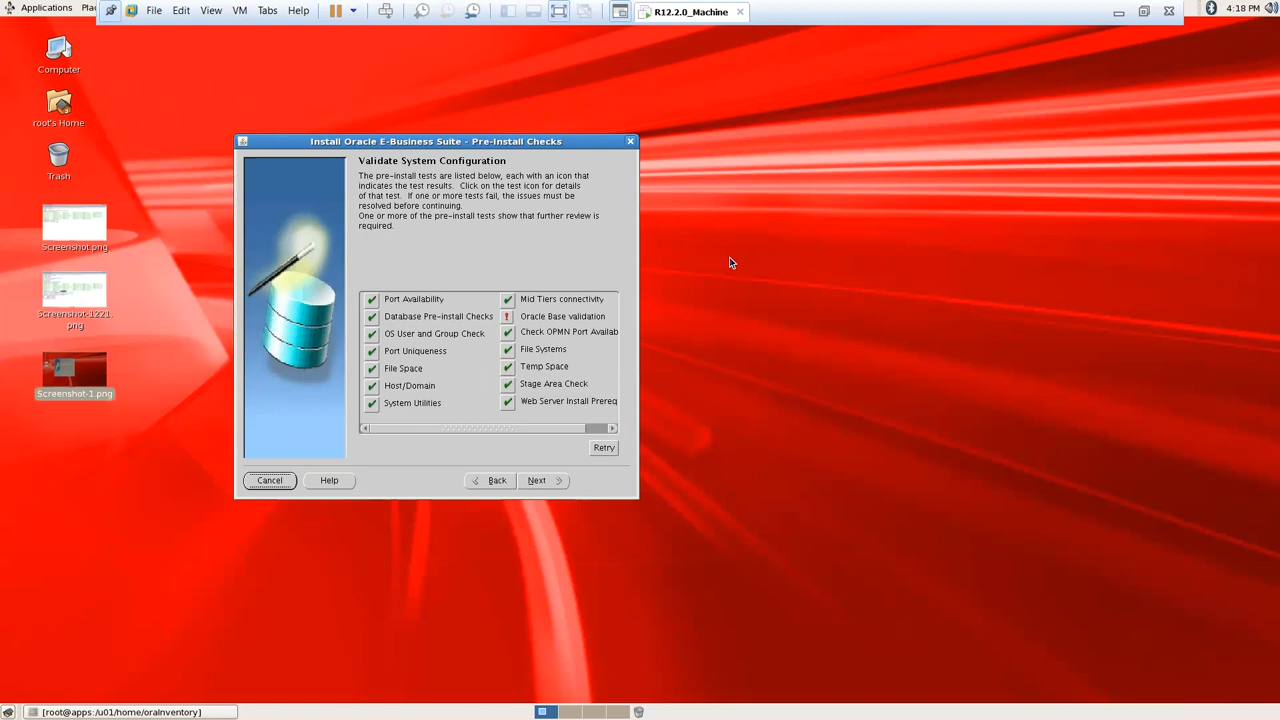 Applications
File Edit View VM Tabs Help
R12.2.0_Machine
4:18 PM
Computer
root's Home
Trash
Screenshot.png
Screenshot-1221.
png
Screenshot-1.png
Install Oracle E-Business Suite - Pre-Install Checks
Validate System Configuration
The pre-install tests are listed below, each with an icon that
indicates the test results. Click on the test icon for details
of that test. If one or more tests fail, the issues must be
resolved before continuing.
One or more of the pre-install tests show that further review is
required.
Port Availability
Mid Tiers connectivity
Database Pre-install Checks
! Oracle Base validation
OS User and Group Check
Check OPMN Port Availab
Port Uniqueness
File Systems
File Space
Temp Space
Host/Domain
Stage Area Check
System Utilities
Web Server Install Prereq
Retry
Cancel Help Back Next
[root@apps:/u01/home/oraInventory]